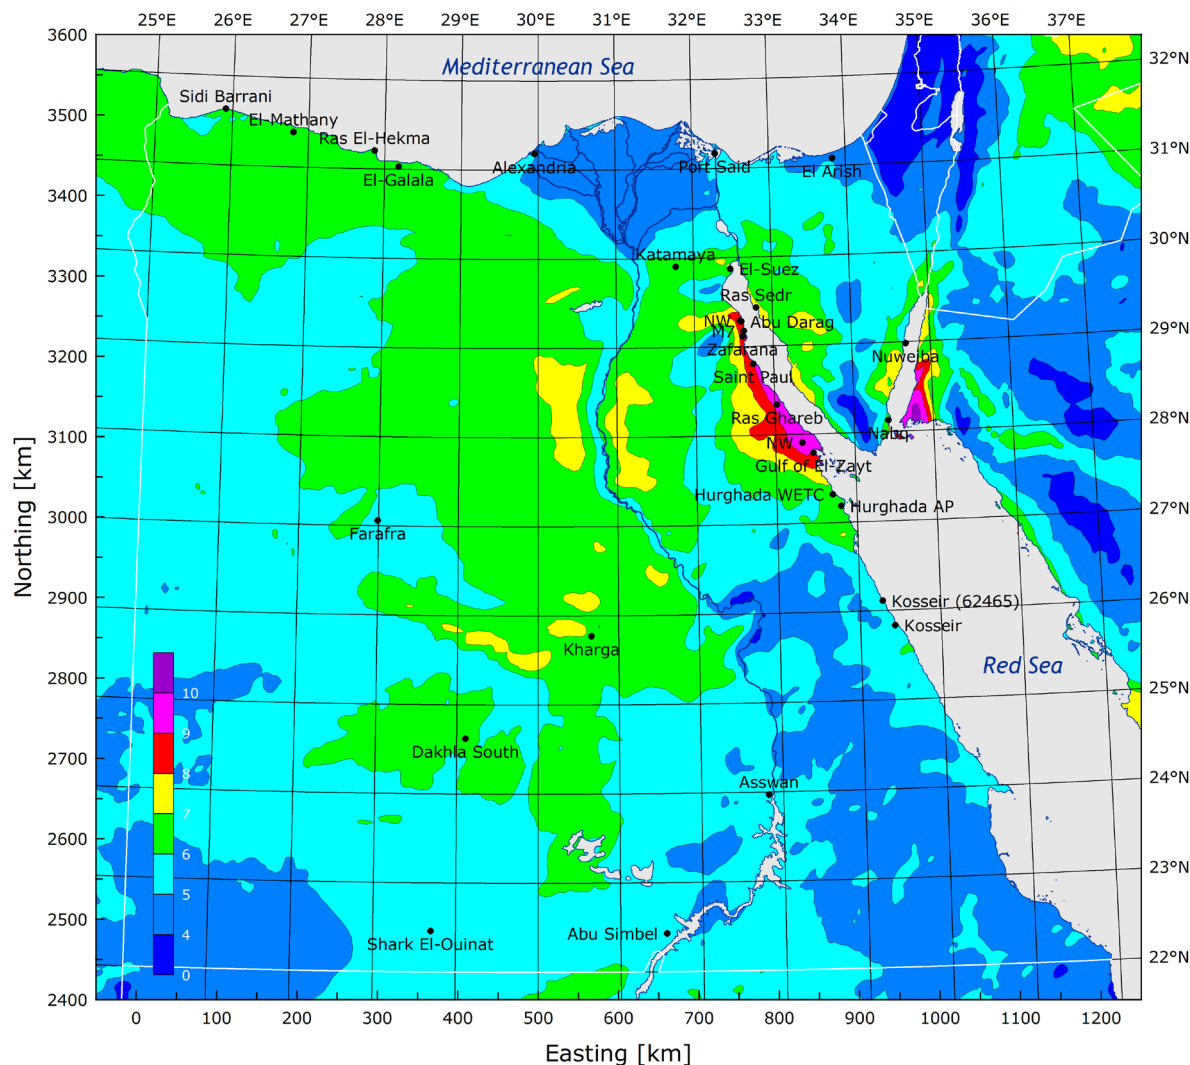 25°E 26°E 27°E 28°E 29°E 30°E 31°E 32°E 33°E 34°E 35°E 36°E 37°E
3600
32°N
Mediterranean Sea
Sidi Barrani
3500
El-Mathany
Ras El-Hekma
31°N
Alexandria
Port Said
El Arish
El-Galala
3400
30°N
Katamaya
El-Suez
3300
Ras Sedr
NW
Abu Darag
29°N
M7
Zafarana
Nuweiba
3200
Saint Paul
Ras Ghareb
28°N
Nabq
3100
NW
Gulf of El-Zayt
Hurghada WETC
Hurghada AP
27°N
3000
Farafra
Northing [km]
2900
Kosseir (62465)
26°N
Kosseir
Kharga
Red Sea
2800
25°N
10
9
Dakhla South
2700
8
Asswan
24°N
7
2600
6
23°N
5
2500
Shark El-Ouinat
Abu Simbel
4
22°N
0
2400
0 100 200 300 400 500 600 700 800 900 1000 1100 1200
Easting [km]